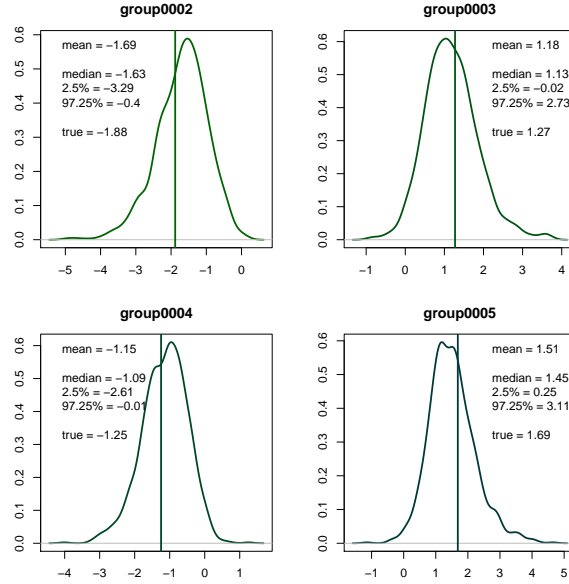 group0002
mean = −1.69
median = −1.63
2.5% = −3.29
97.25% = −0.4
true = −1.88
0.0 0.1 0.2 0.3 0.4 0.5 0.6
−5 −4 −3 −2 −1 0
group0003
mean = 1.18
median = 1.13
2.5% = −0.02
97.25% = 2.73
true = 1.27
0.0 0.1 0.2 0.3 0.4 0.5 0.6
−1 0 1 2 3 4
group0004
mean = −1.15
median = −1.09
2.5% = −2.61
97.25% = −0.01
true = −1.25
0.0 0.1 0.2 0.3 0.4 0.5 0.6
−4 −3 −2 −1 0 1
group0005
mean = 1.51
median = 1.45
2.5% = 0.25
97.25% = 3.11
true = 1.69
0.0 0.1 0.2 0.3 0.4 0.5 0.6
−1 0 1 2 3 4 5